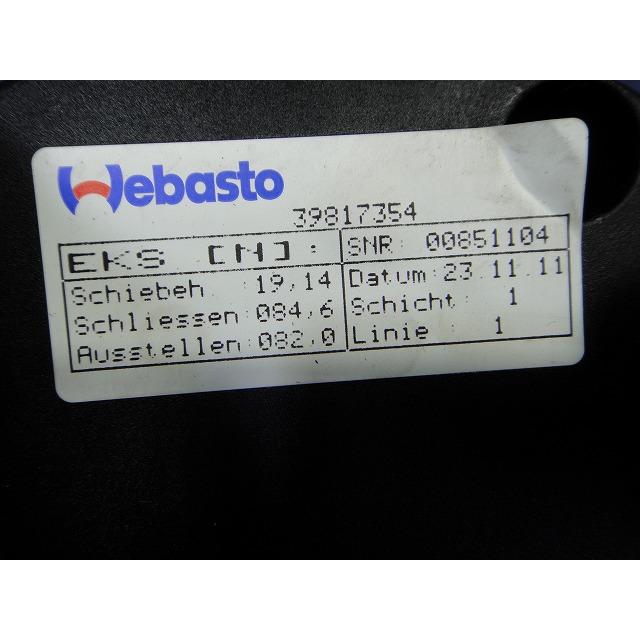 Webasto
39817354
EKS [N]:
Schiebeh :19,14
Schliessen:084,6
Ausstellen:082,0
SNR: 00851104
Datum:23.11.11
Schicht: 1
Linie : 1